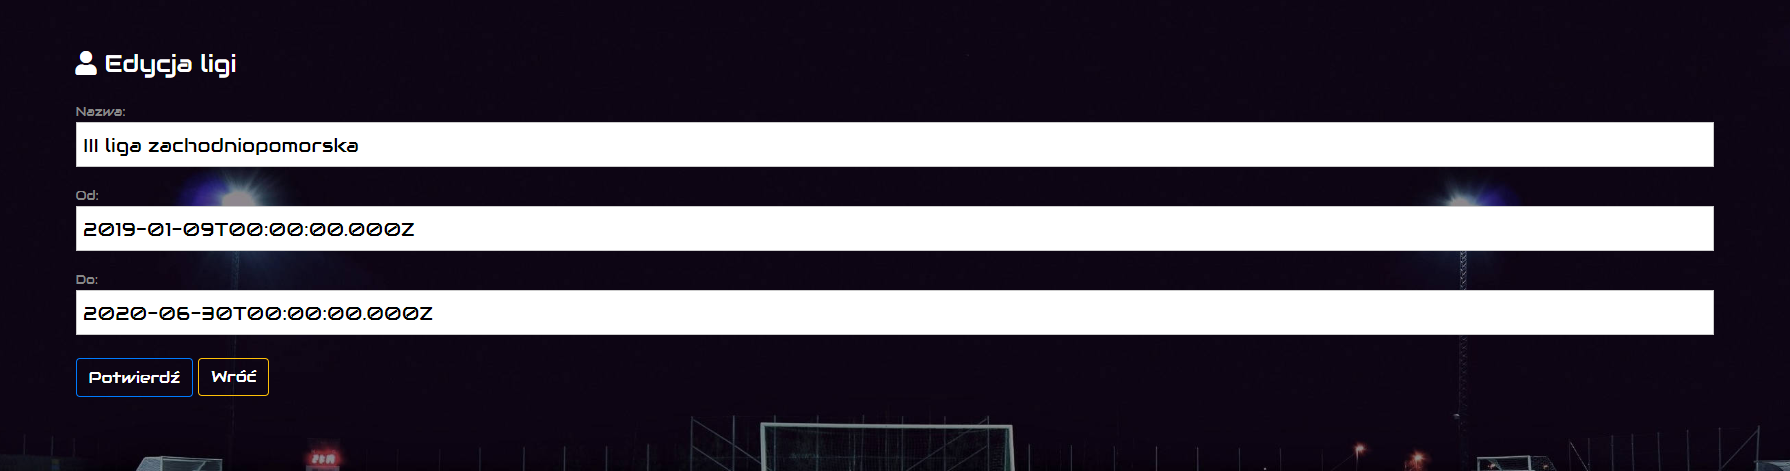 Edycja ligi
Nazwa:
III liga zachodniopomorska
Od:
2019-01-09T00:00:00.000Z
Do:
2020-06-30T00:00:00.000Z
Potwierdź Wróć